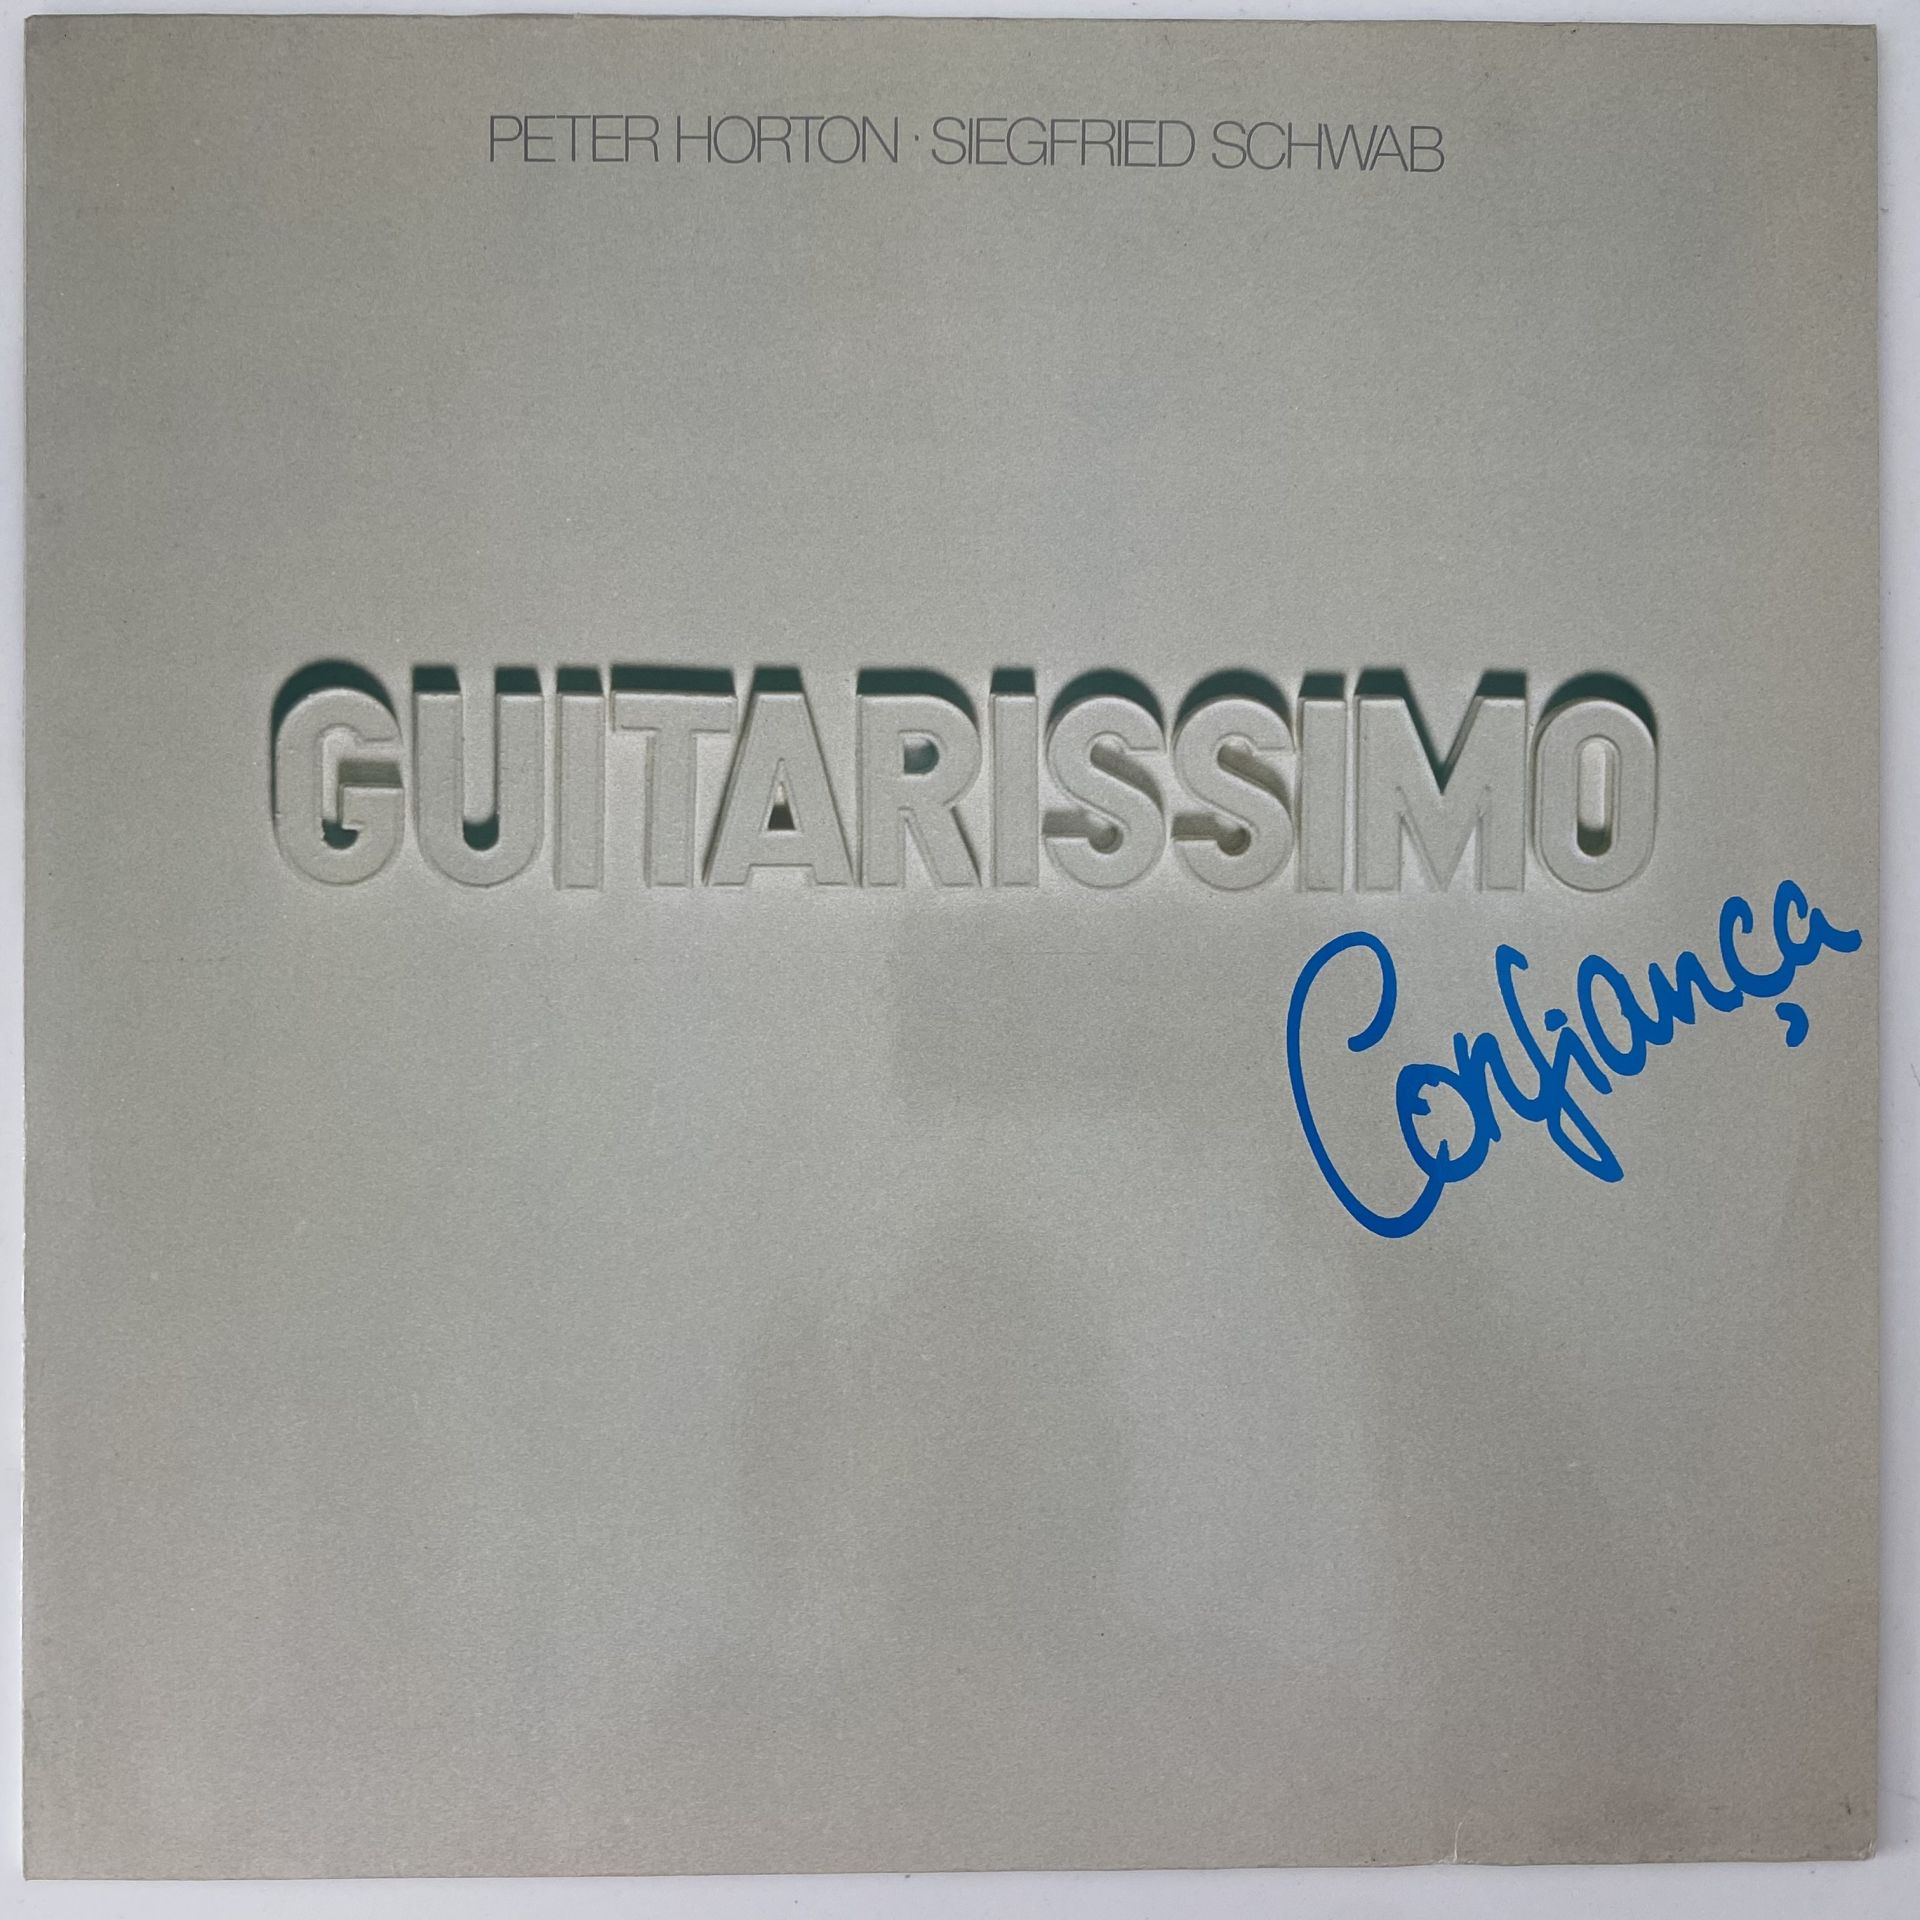 PETER HORTON · SIEGFRIED SCHWAB
GUITARISSIMO
Confiança